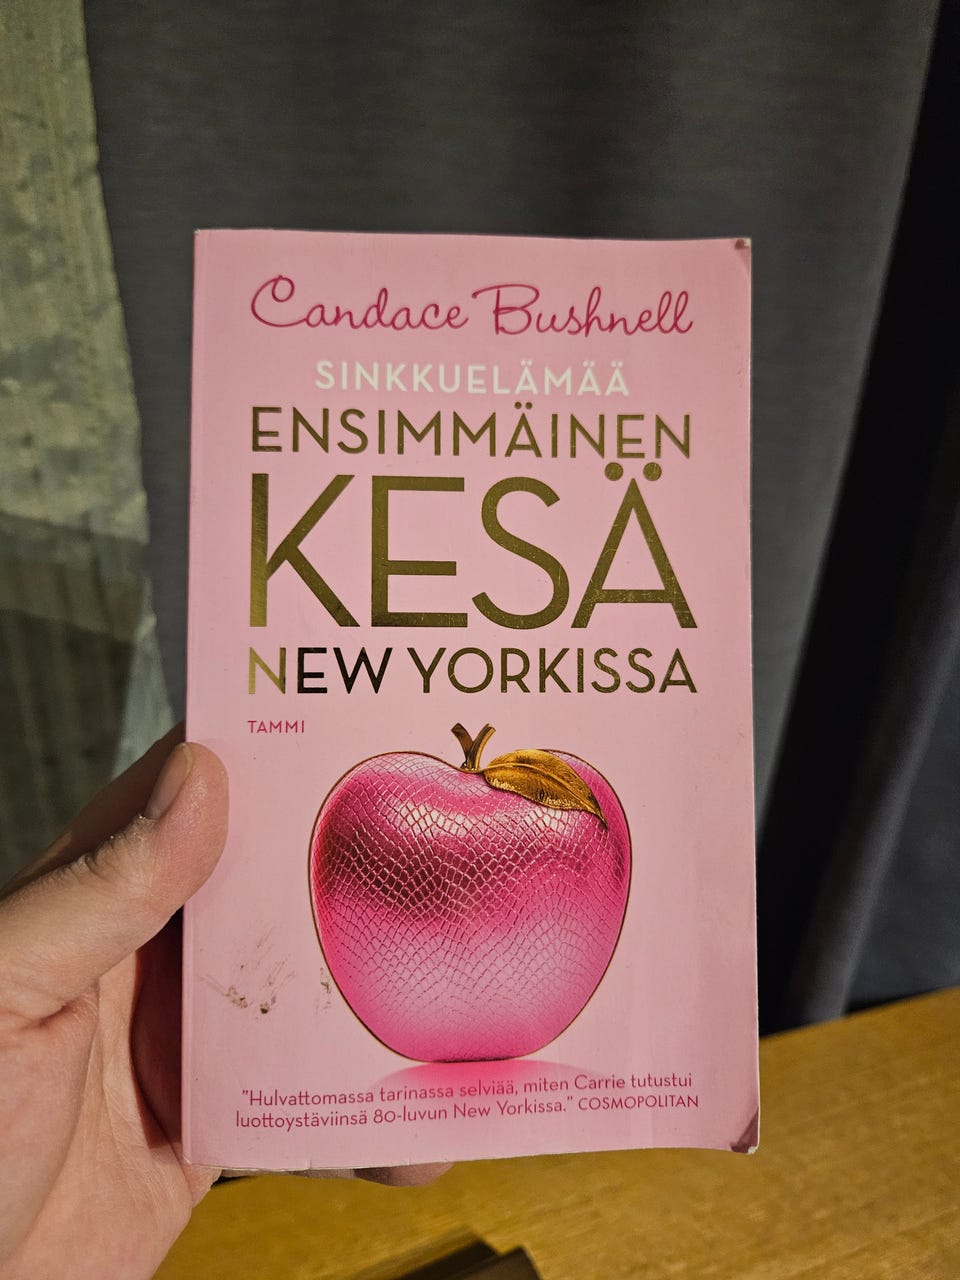 Candace Bushnell
SINKKUELÄMÄÄ
ENSIMMÄINEN
KESÄ
NEW YORKISSA
TAMMI
"Hulvattomassa tarinassa selviää, miten Carrie tutustui
luottoystäviinsä 80-luvun New Yorkissa." COSMOPOLITAN